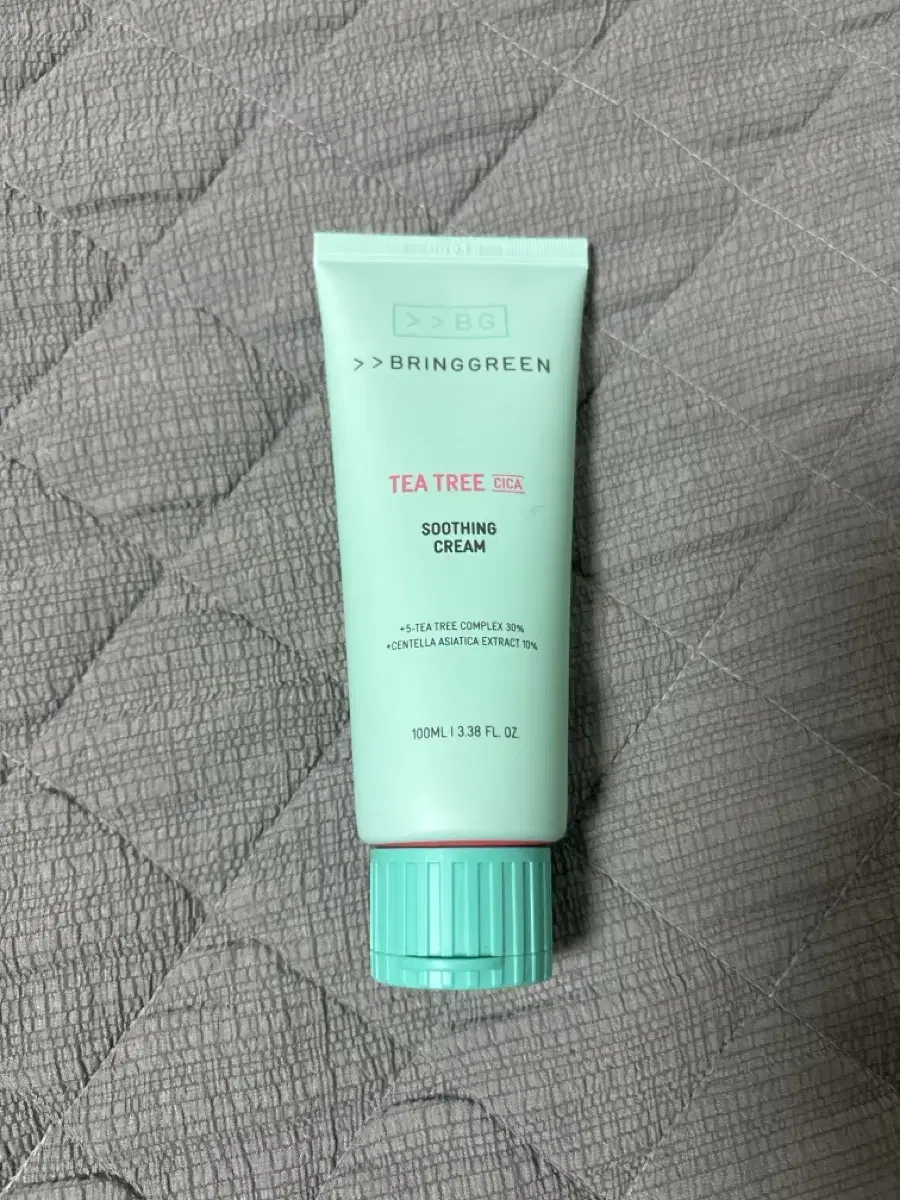 >>BG
>>BRINGGREEN
TEA TREE CICA
SOOTHING
CREAM
+5-TEA TREE COMPLEX 30%
+CENTELLA ASIATICA EXTRACT 10%
100ML | 3.38 FL. OZ.